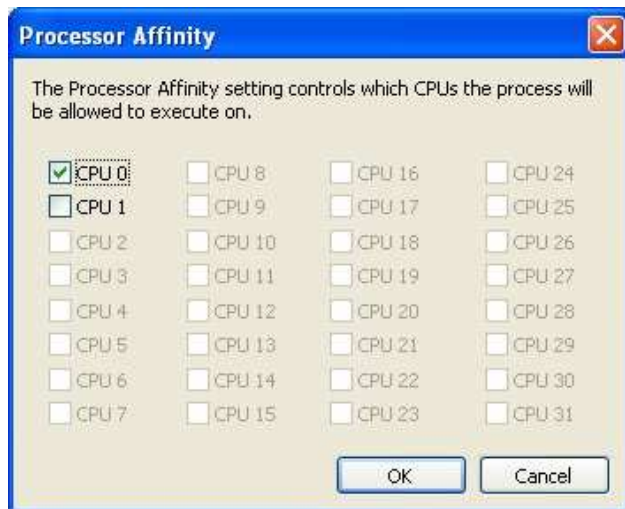 Processor Affinity
The Processor Affinity setting controls which CPUs the process will
be allowed to execute on.
CPU 0 CPU 8 CPU 16 CPU 24
CPU 1 CPU 9 CPU 17 CPU 25
CPU 2 CPU 10 CPU 18 CPU 26
CPU 3 CPU 11 CPU 19 CPU 27
CPU 4 CPU 12 CPU 20 CPU 28
CPU 5 CPU 13 CPU 21 CPU 29
CPU 6 CPU 14 CPU 22 CPU 30
CPU 7 CPU 15 CPU 23 CPU 31
OK Cancel